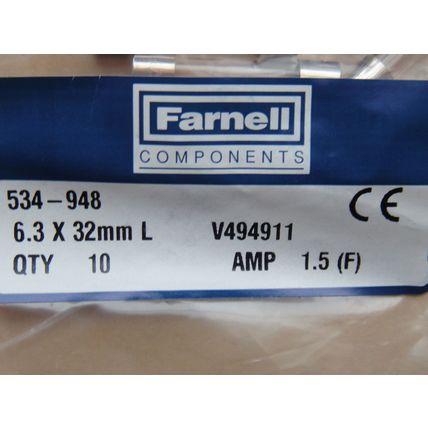 Farnell
COMPONENTS
534-948 CE
6.3 X 32mm L V494911
QTY 10 AMP 1.5 (F)